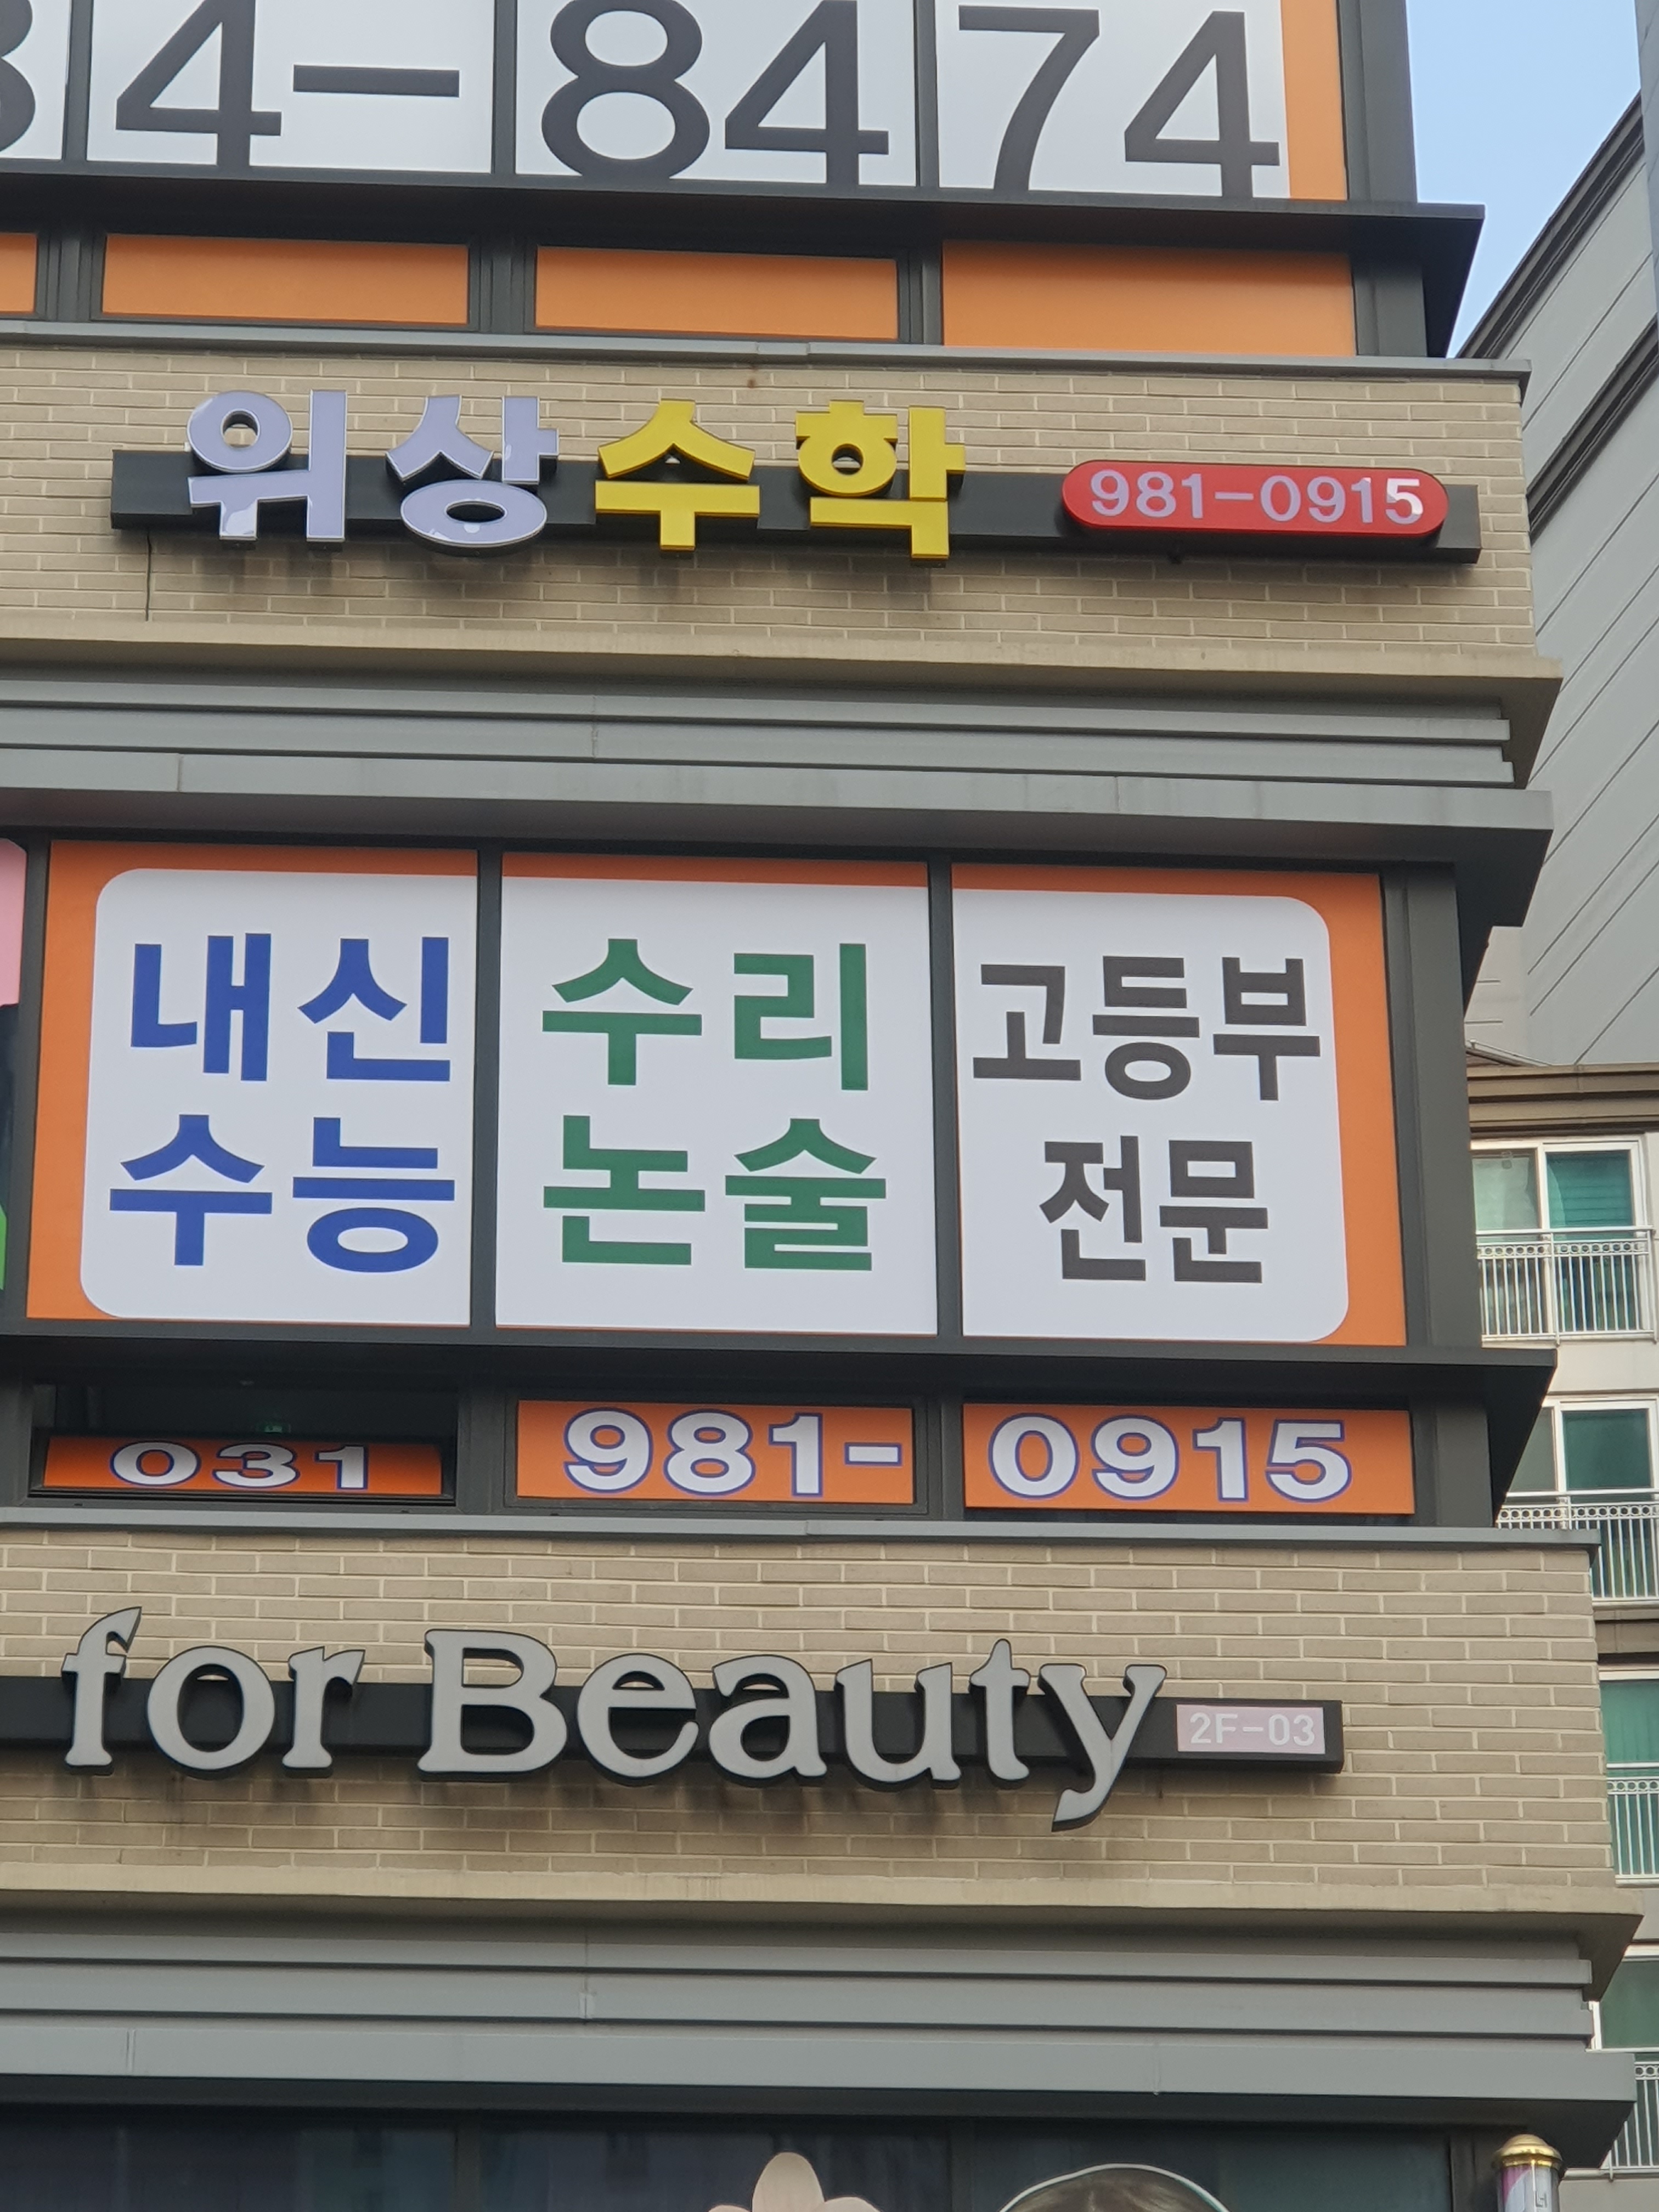 4-8474
위상수학 981-0915
내신 수리 고등부
수능 논술 전문
031 981-0915
for Beauty 2F-03